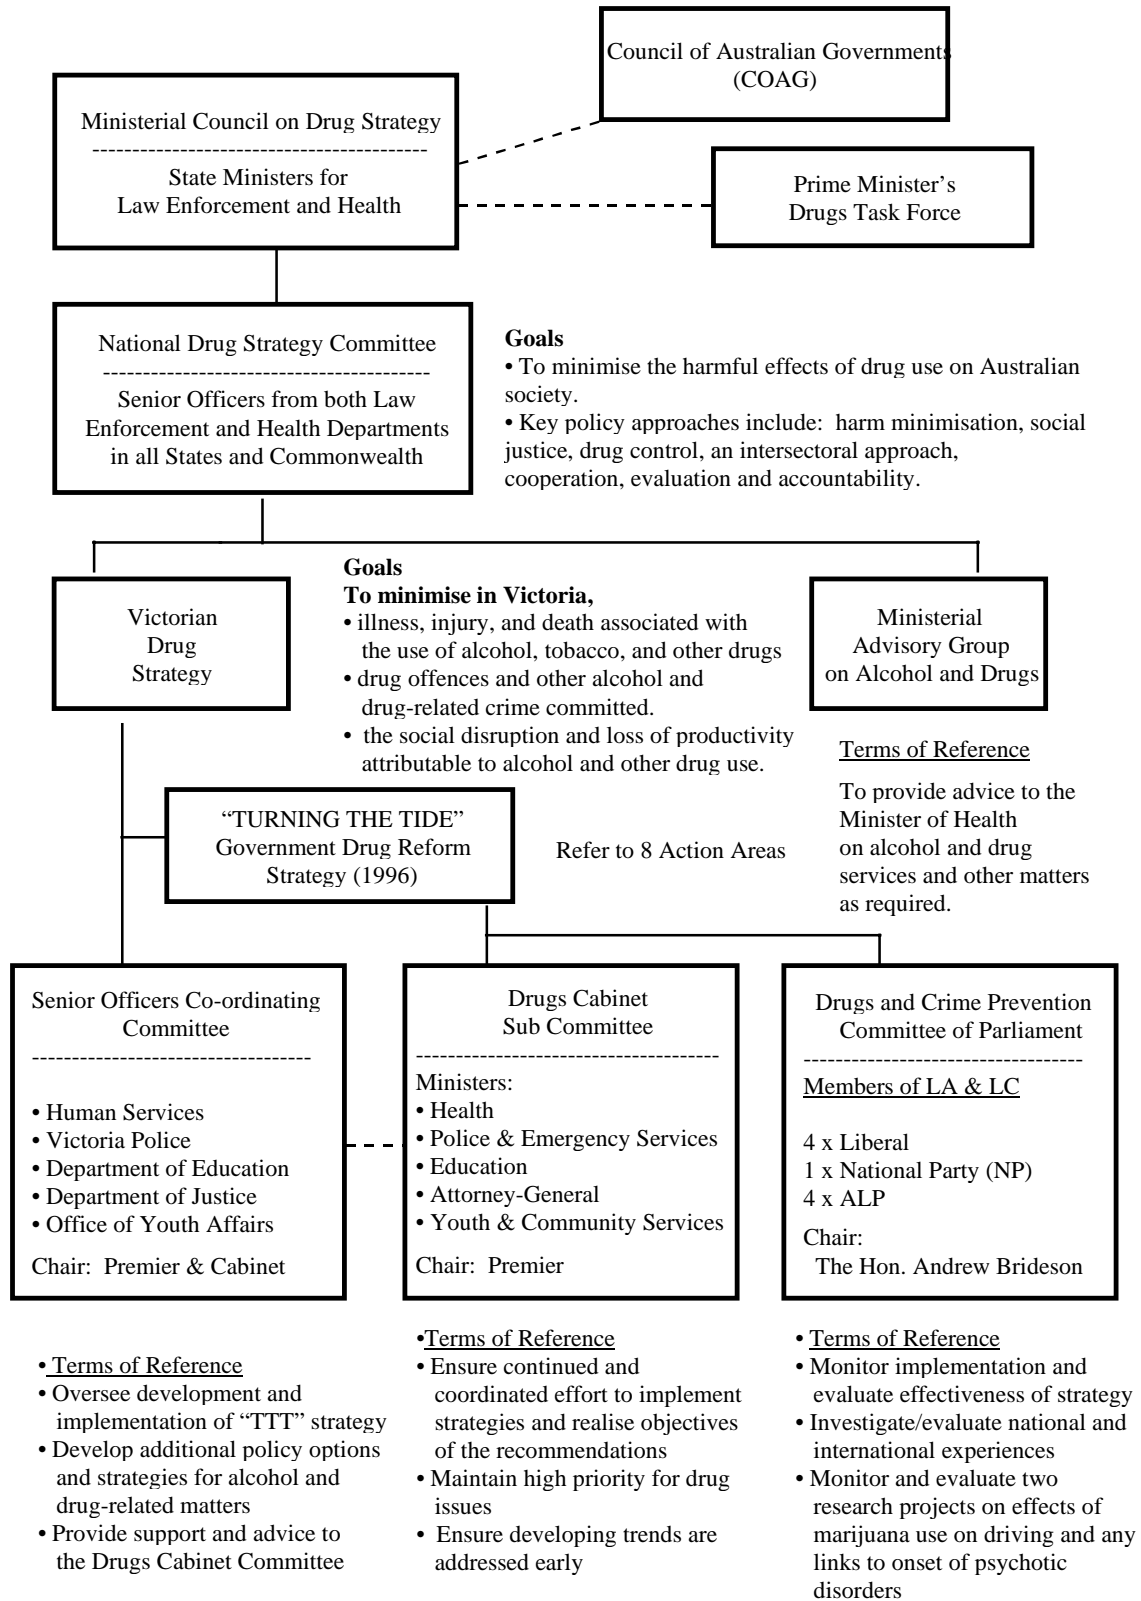 Council of Australian Governments
(COAG)
Ministerial Council on Drug Strategy
------------------------------------------
State Ministers for
Law Enforcement and Health
Prime Minister’s
Drugs Task Force
National Drug Strategy Committee
-----------------------------------------
Senior Officers from both Law
Enforcement and Health Departments
in all States and Commonwealth
Goals
• To minimise the harmful effects of drug use on Australian
society.
• Key policy approaches include: harm minimisation, social
justice, drug control, an intersectoral approach,
cooperation, evaluation and accountability.
Victorian
Drug
Strategy
Goals
To minimise in Victoria,
• illness, injury, and death associated with
the use of alcohol, tobacco, and other drugs
• drug offences and other alcohol and
drug-related crime committed.
• the social disruption and loss of productivity
attributable to alcohol and other drug use.
Ministerial
Advisory Group
on Alcohol and Drugs
Terms of Reference
To provide advice to the
Minister of Health
on alcohol and drug
services and other matters
as required.
“TURNING THE TIDE”
Government Drug Reform
Strategy (1996)
Refer to 8 Action Areas
Senior Officers Co-ordinating
Committee
-----------------------------------
• Human Services
• Victoria Police
• Department of Education
• Department of Justice
• Office of Youth Affairs
Chair: Premier & Cabinet
• Terms of Reference
• Oversee development and
implementation of “TTT” strategy
• Develop additional policy options
and strategies for alcohol and
drug-related matters
• Provide support and advice to
the Drugs Cabinet Committee
Drugs Cabinet
Sub Committee
--------------------------------------
Ministers:
• Health
• Police & Emergency Services
• Education
• Attorney-General
• Youth & Community Services
Chair: Premier
•Terms of Reference
• Ensure continued and
coordinated effort to implement
strategies and realise objectives
of the recommendations
• Maintain high priority for drug
issues
• Ensure developing trends are
addressed early
Drugs and Crime Prevention
Committee of Parliament
-----------------------------------
Members of LA & LC
4 x Liberal
1 x National Party (NP)
4 x ALP
Chair:
The Hon. Andrew Brideson
• Terms of Reference
• Monitor implementation and
evaluate effectiveness of strategy
• Investigate/evaluate national and
international experiences
• Monitor and evaluate two
research projects on effects of
marijuana use on driving and any
links to onset of psychotic
disorders